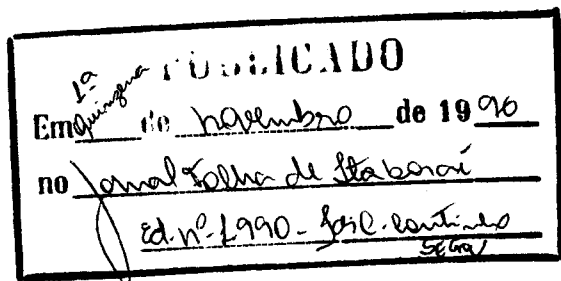 PUBLICADO
Em 1ª quinzena de novembro de 1990
no Jornal Folha de Itaboraí
Ed. nº 1990 - José C. Coutinho